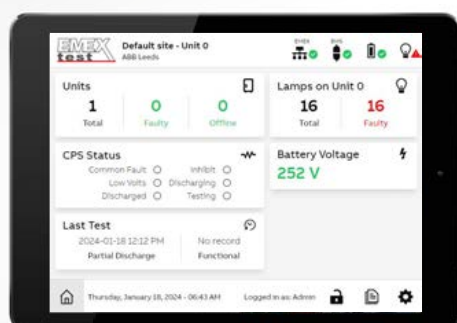 EMEX
test
Default site - Unit 0
ABB Leeds
EMEX
BMS
Units
1
0
0
Total
Faulty
Offline
Lamps on Unit 0
16
16
Total
Faulty
CPS Status
Common Fault
Inhibit
Low Volts
Discharging
Discharged
Testing
Battery Voltage
252 V
Last Test
2024-01-18 12:12 PM
No record
Partial Discharge
Functional
Thursday, January 18, 2024 - 06:43 AM
Logged in as: Admin